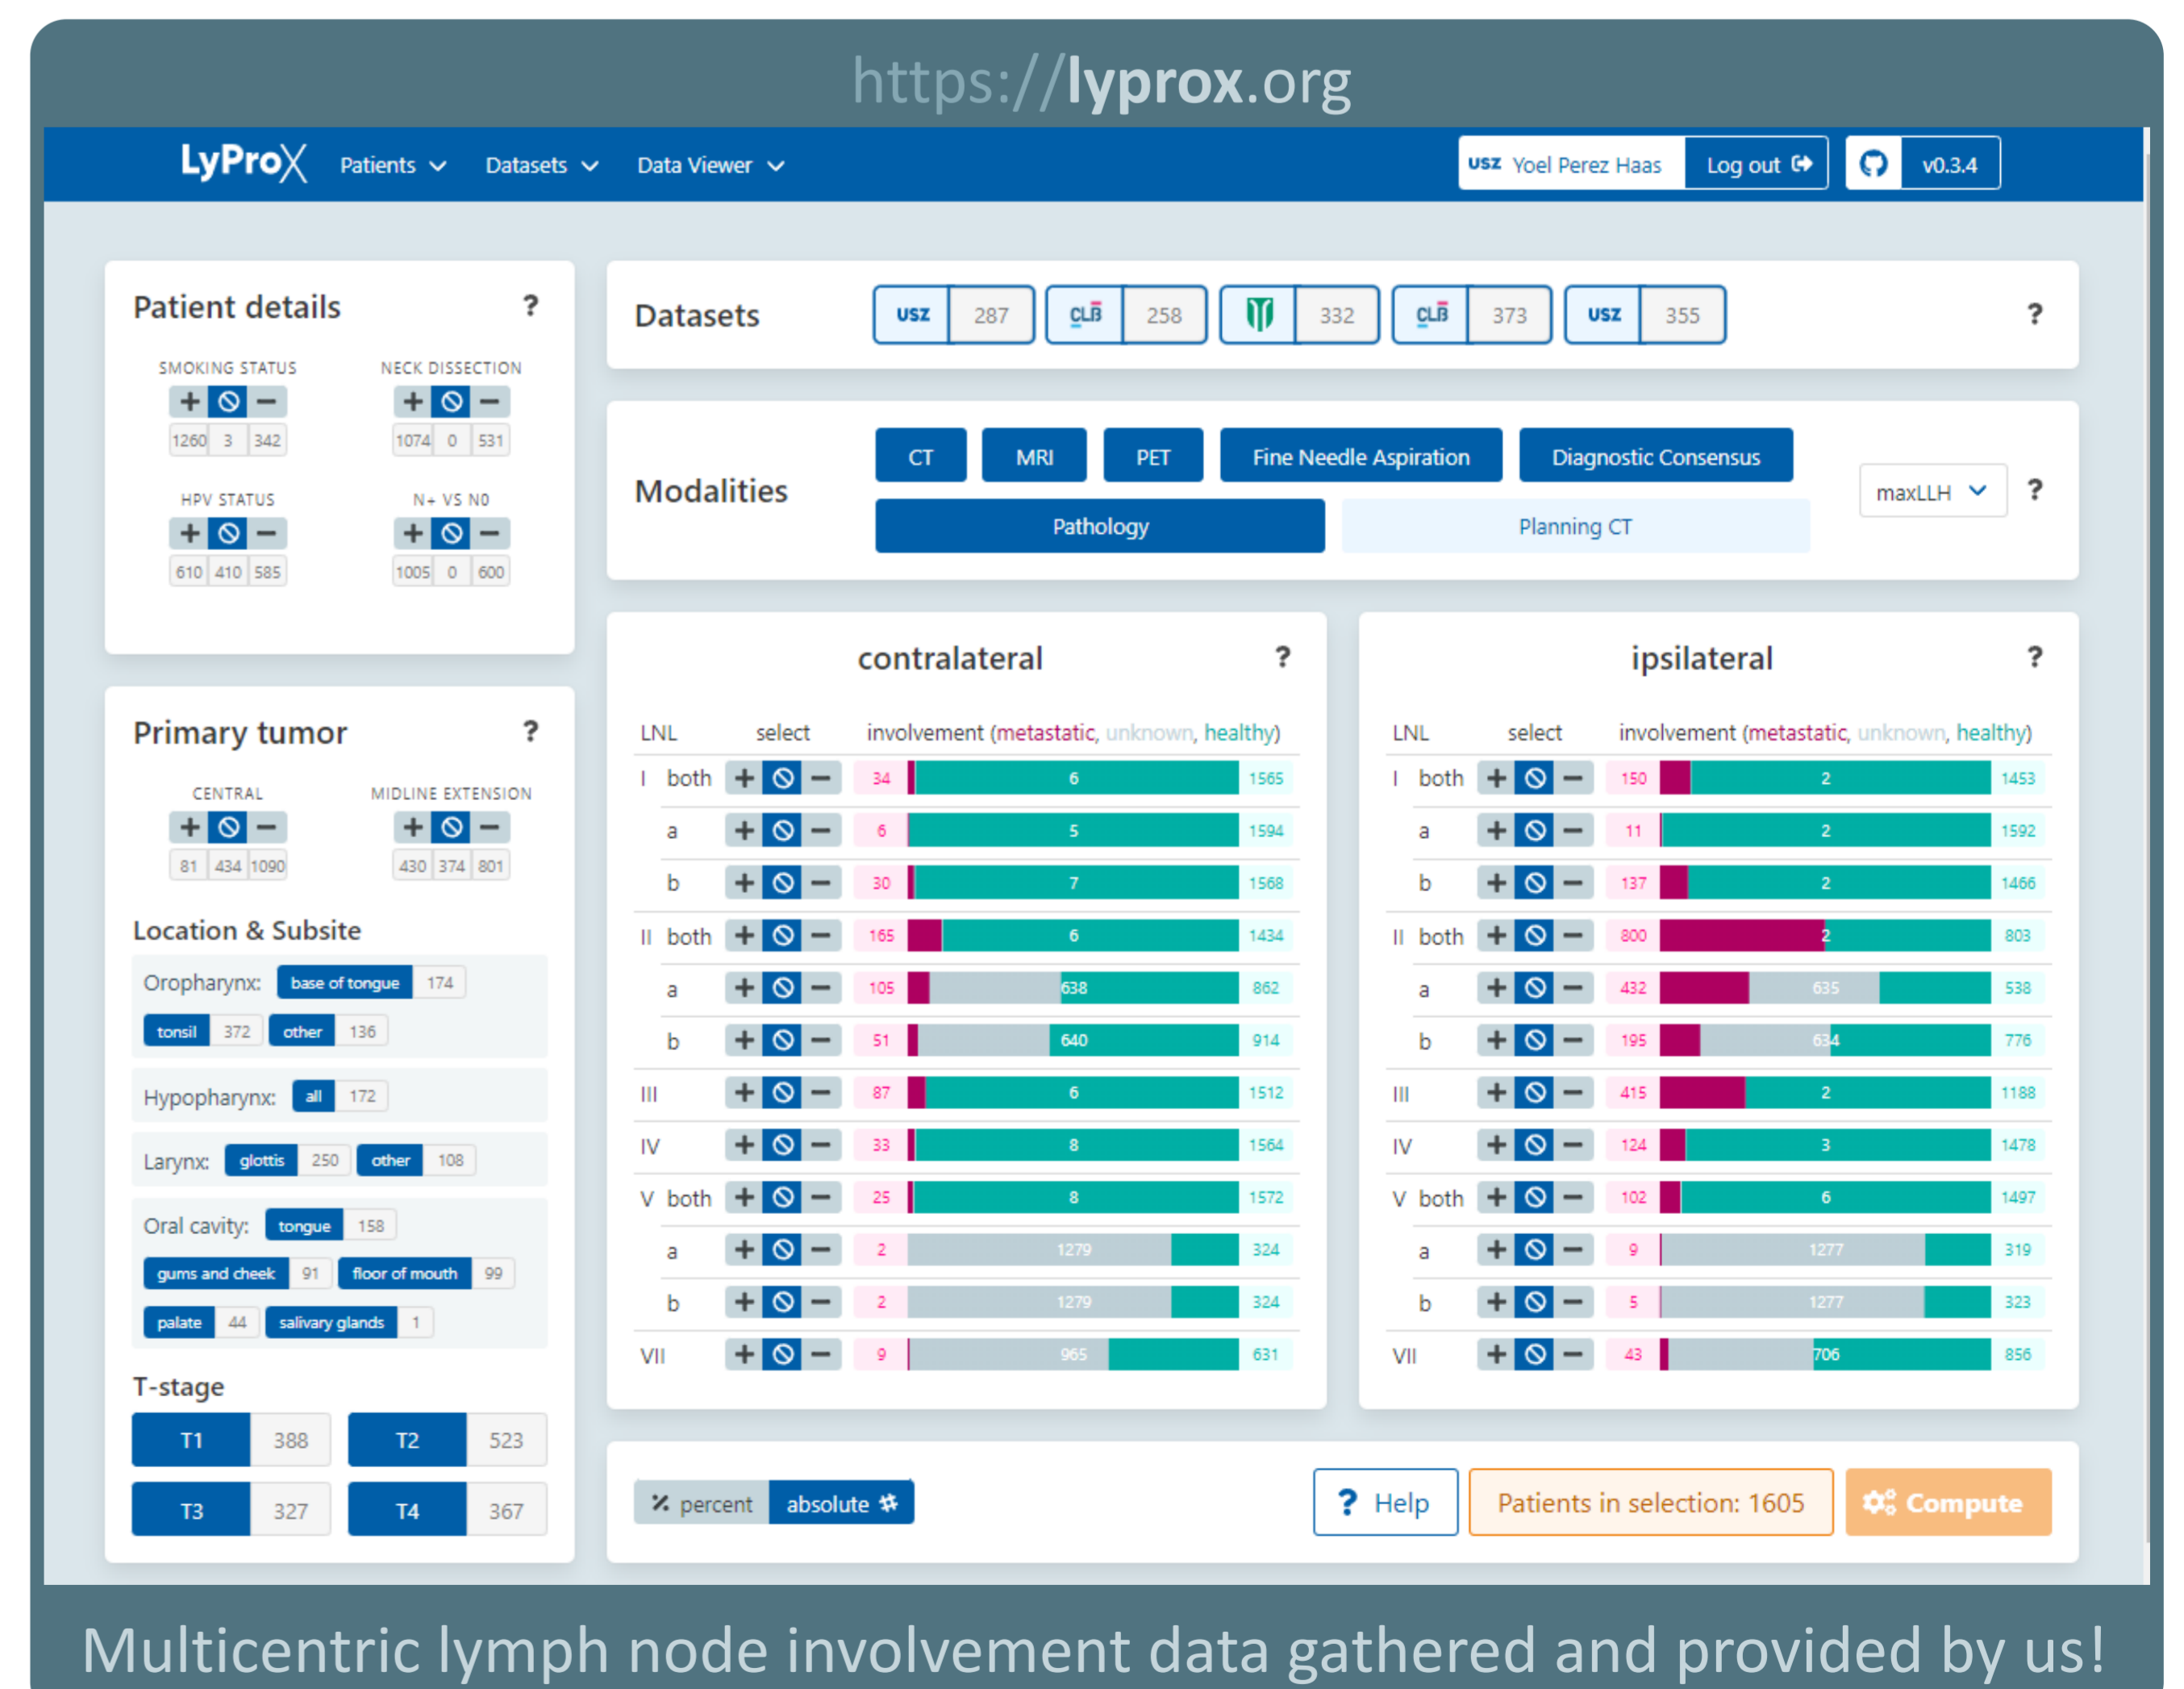 https://lyprox.org
LyProX Patients Datasets Data Viewer USZ Yoel Perez Haas Log out v0.3.4
Patient details ?
SMOKING STATUS NECK DISSECTION
1260 3 342 1074 0 531
HPV STATUS N+ VS N0
610 410 585 1005 0 600
Primary tumor ?
CENTRAL MIDLINE EXTENSION
81 434 1090 430 374 801
Location & Subsite
Oropharynx: base of tongue 174
tonsil 372 other 136
Hypopharynx: all 172
Larynx: glottis 250 other 108
Oral cavity: tongue 158
gums and cheek 91 floor of mouth 99
palate 44 salivary glands 1
T-stage
T1 388 T2 523
T3 327 T4 367
Datasets USZ 287 CLB 258 332 CLB 373 USZ 355 ?
Modalities CT MRI PET Fine Needle Aspiration Diagnostic Consensus
Pathology Planning CT maxLLH ?
contralateral ?
LNL select involvement (metastatic, unknown, healthy)
I both 34 6 1565
a 6 5 1594
b 30 7 1568
II both 165 6 1434
a 105 638 862
b 51 640 914
III 87 6 1512
IV 33 8 1564
V both 25 8 1572
a 2 1279 324
b 2 1279 324
VII 9 965 631
ipsilateral ?
LNL select involvement (metastatic, unknown, healthy)
I both 150 2 1453
a 11 2 1592
b 137 2 1466
II both 800 2 803
a 432 635 538
b 195 634 776
III 415 2 1188
IV 124 3 1478
V both 102 6 1497
a 9 1277 319
b 5 1277 323
VII 43 706 856
% percent absolute # ? Help Patients in selection: 1605 Compute
Multicentric lymph node involvement data gathered and provided by us!